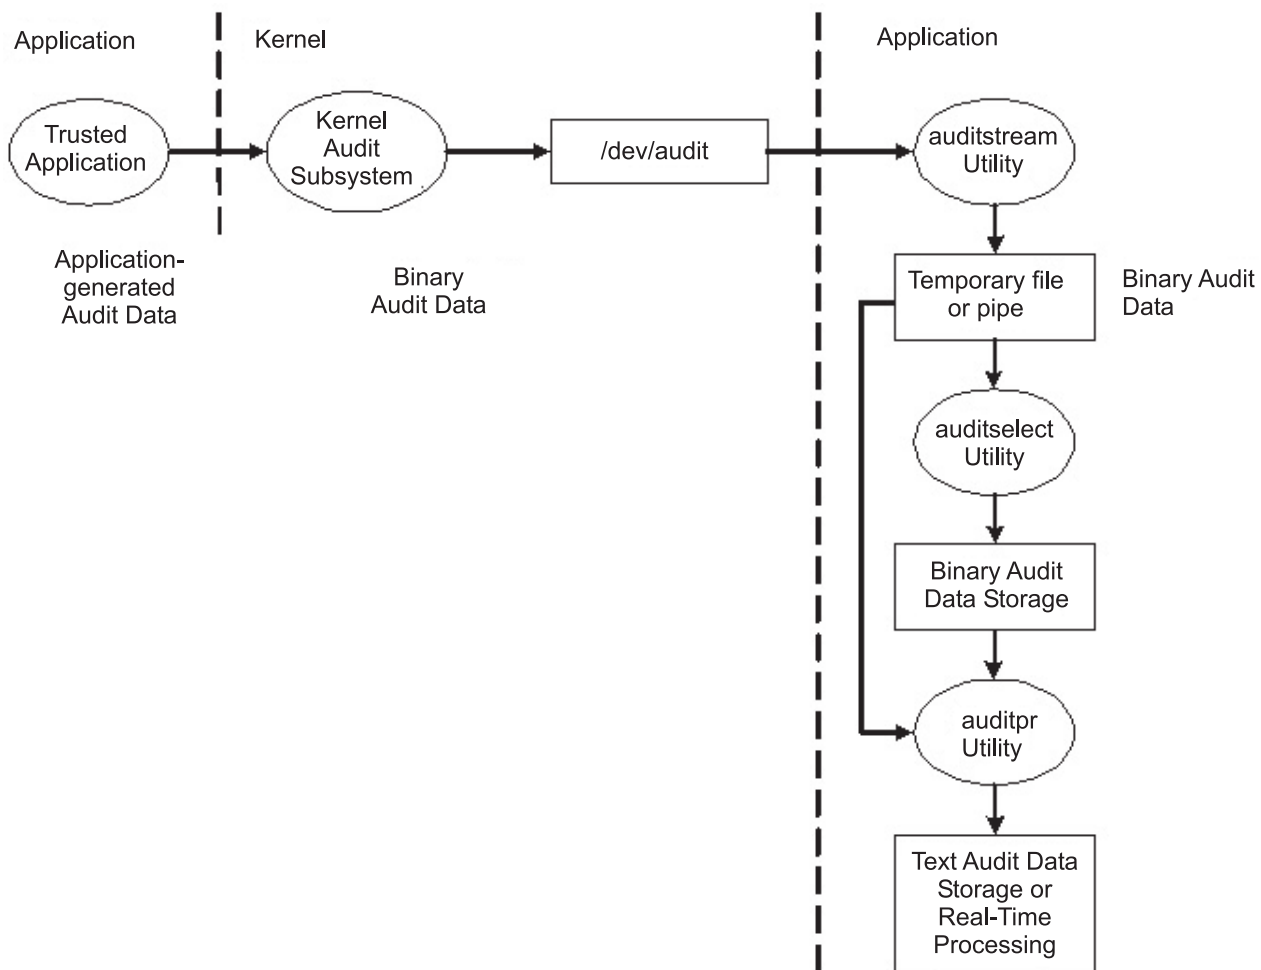 Application
Kernel
Application
Trusted
Application
Kernel
Audit
Subsystem
/dev/audit
auditstream
Utility
Application-
generated
Audit Data
Binary
Audit Data
Temporary file
or pipe
Binary Audit
Data
auditselect
Utility
Binary Audit
Data Storage
auditpr
Utility
Text Audit Data
Storage or
Real-Time
Processing